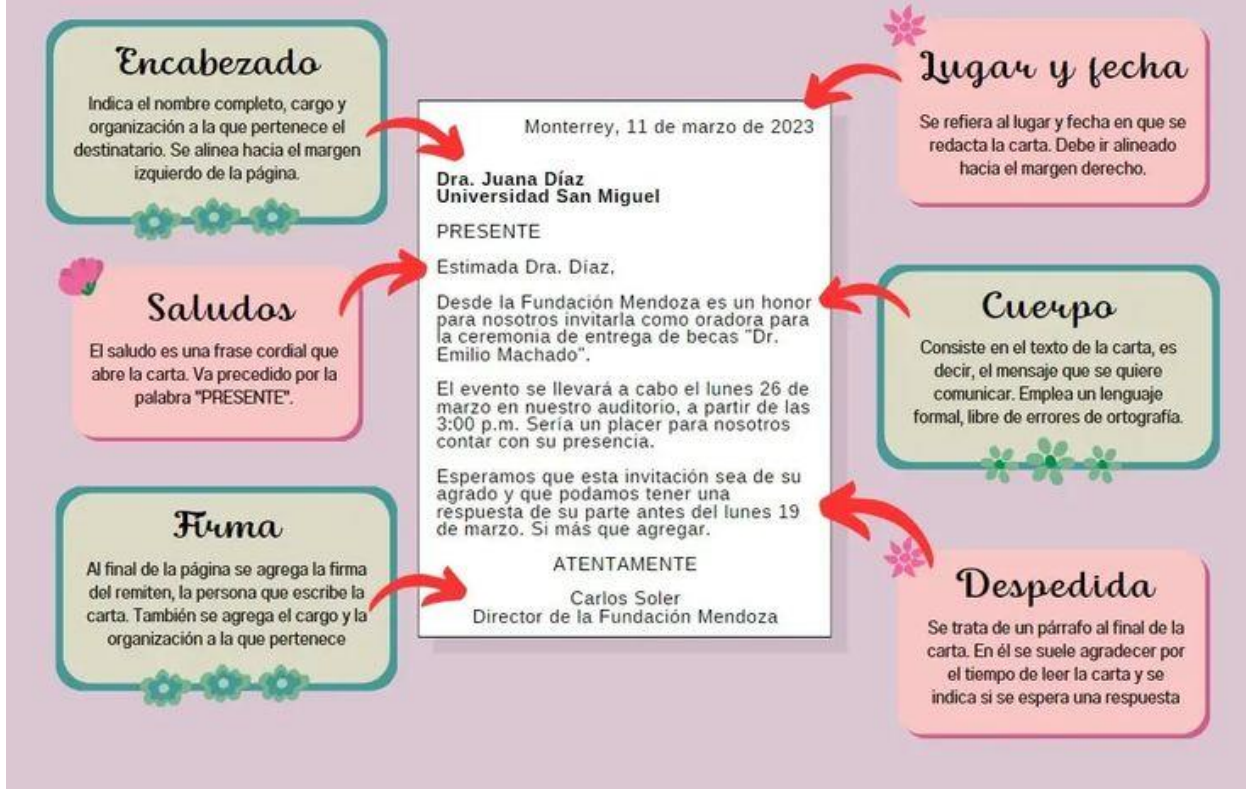 Encabezado
Indica el nombre completo, cargo y
organización a la que pertenece el
destinatario. Se alinea hacia el margen
izquierdo de la página.
Lugar y fecha
Se refiera al lugar y fecha en que se
redacta la carta. Debe ir alineado
hacia el margen derecho.
Saludos
El saludo es una frase cordial que
abre la carta. Va precedido por la
palabra "PRESENTE".
Monterrey, 11 de marzo de 2023
Dra. Juana Díaz
Universidad San Miguel
PRESENTE
Estimada Dra. Díaz,
Desde la Fundación Mendoza es un honor
para nosotros invitarla como oradora para
la ceremonia de entrega de becas "Dr.
Emilio Machado".
El evento se llevará a cabo el lunes 26 de
marzo en nuestro auditorio, a partir de las
3:00 p.m. Sería un placer para nosotros
contar con su presencia.
Esperamos que esta invitación sea de su
agrado y que podamos tener una
respuesta de su parte antes del lunes 19
de marzo. Si más que agregar.
ATENTAMENTE
Carlos Soler
Director de la Fundación Mendoza
Cuerpo
Consiste en el texto de la carta, es
decir, el mensaje que se quiere
comunicar. Emplea un lenguaje
formal, libre de errores de ortografía.
Firma
Al final de la página se agrega la firma
del remiten, la persona que escribe la
carta. También se agrega el cargo y la
organización a la que pertenece
Despedida
Se trata de un párrafo al final de la
carta. En él se suele agradecer por
el tiempo de leer la carta y se
indica si se espera una respuesta